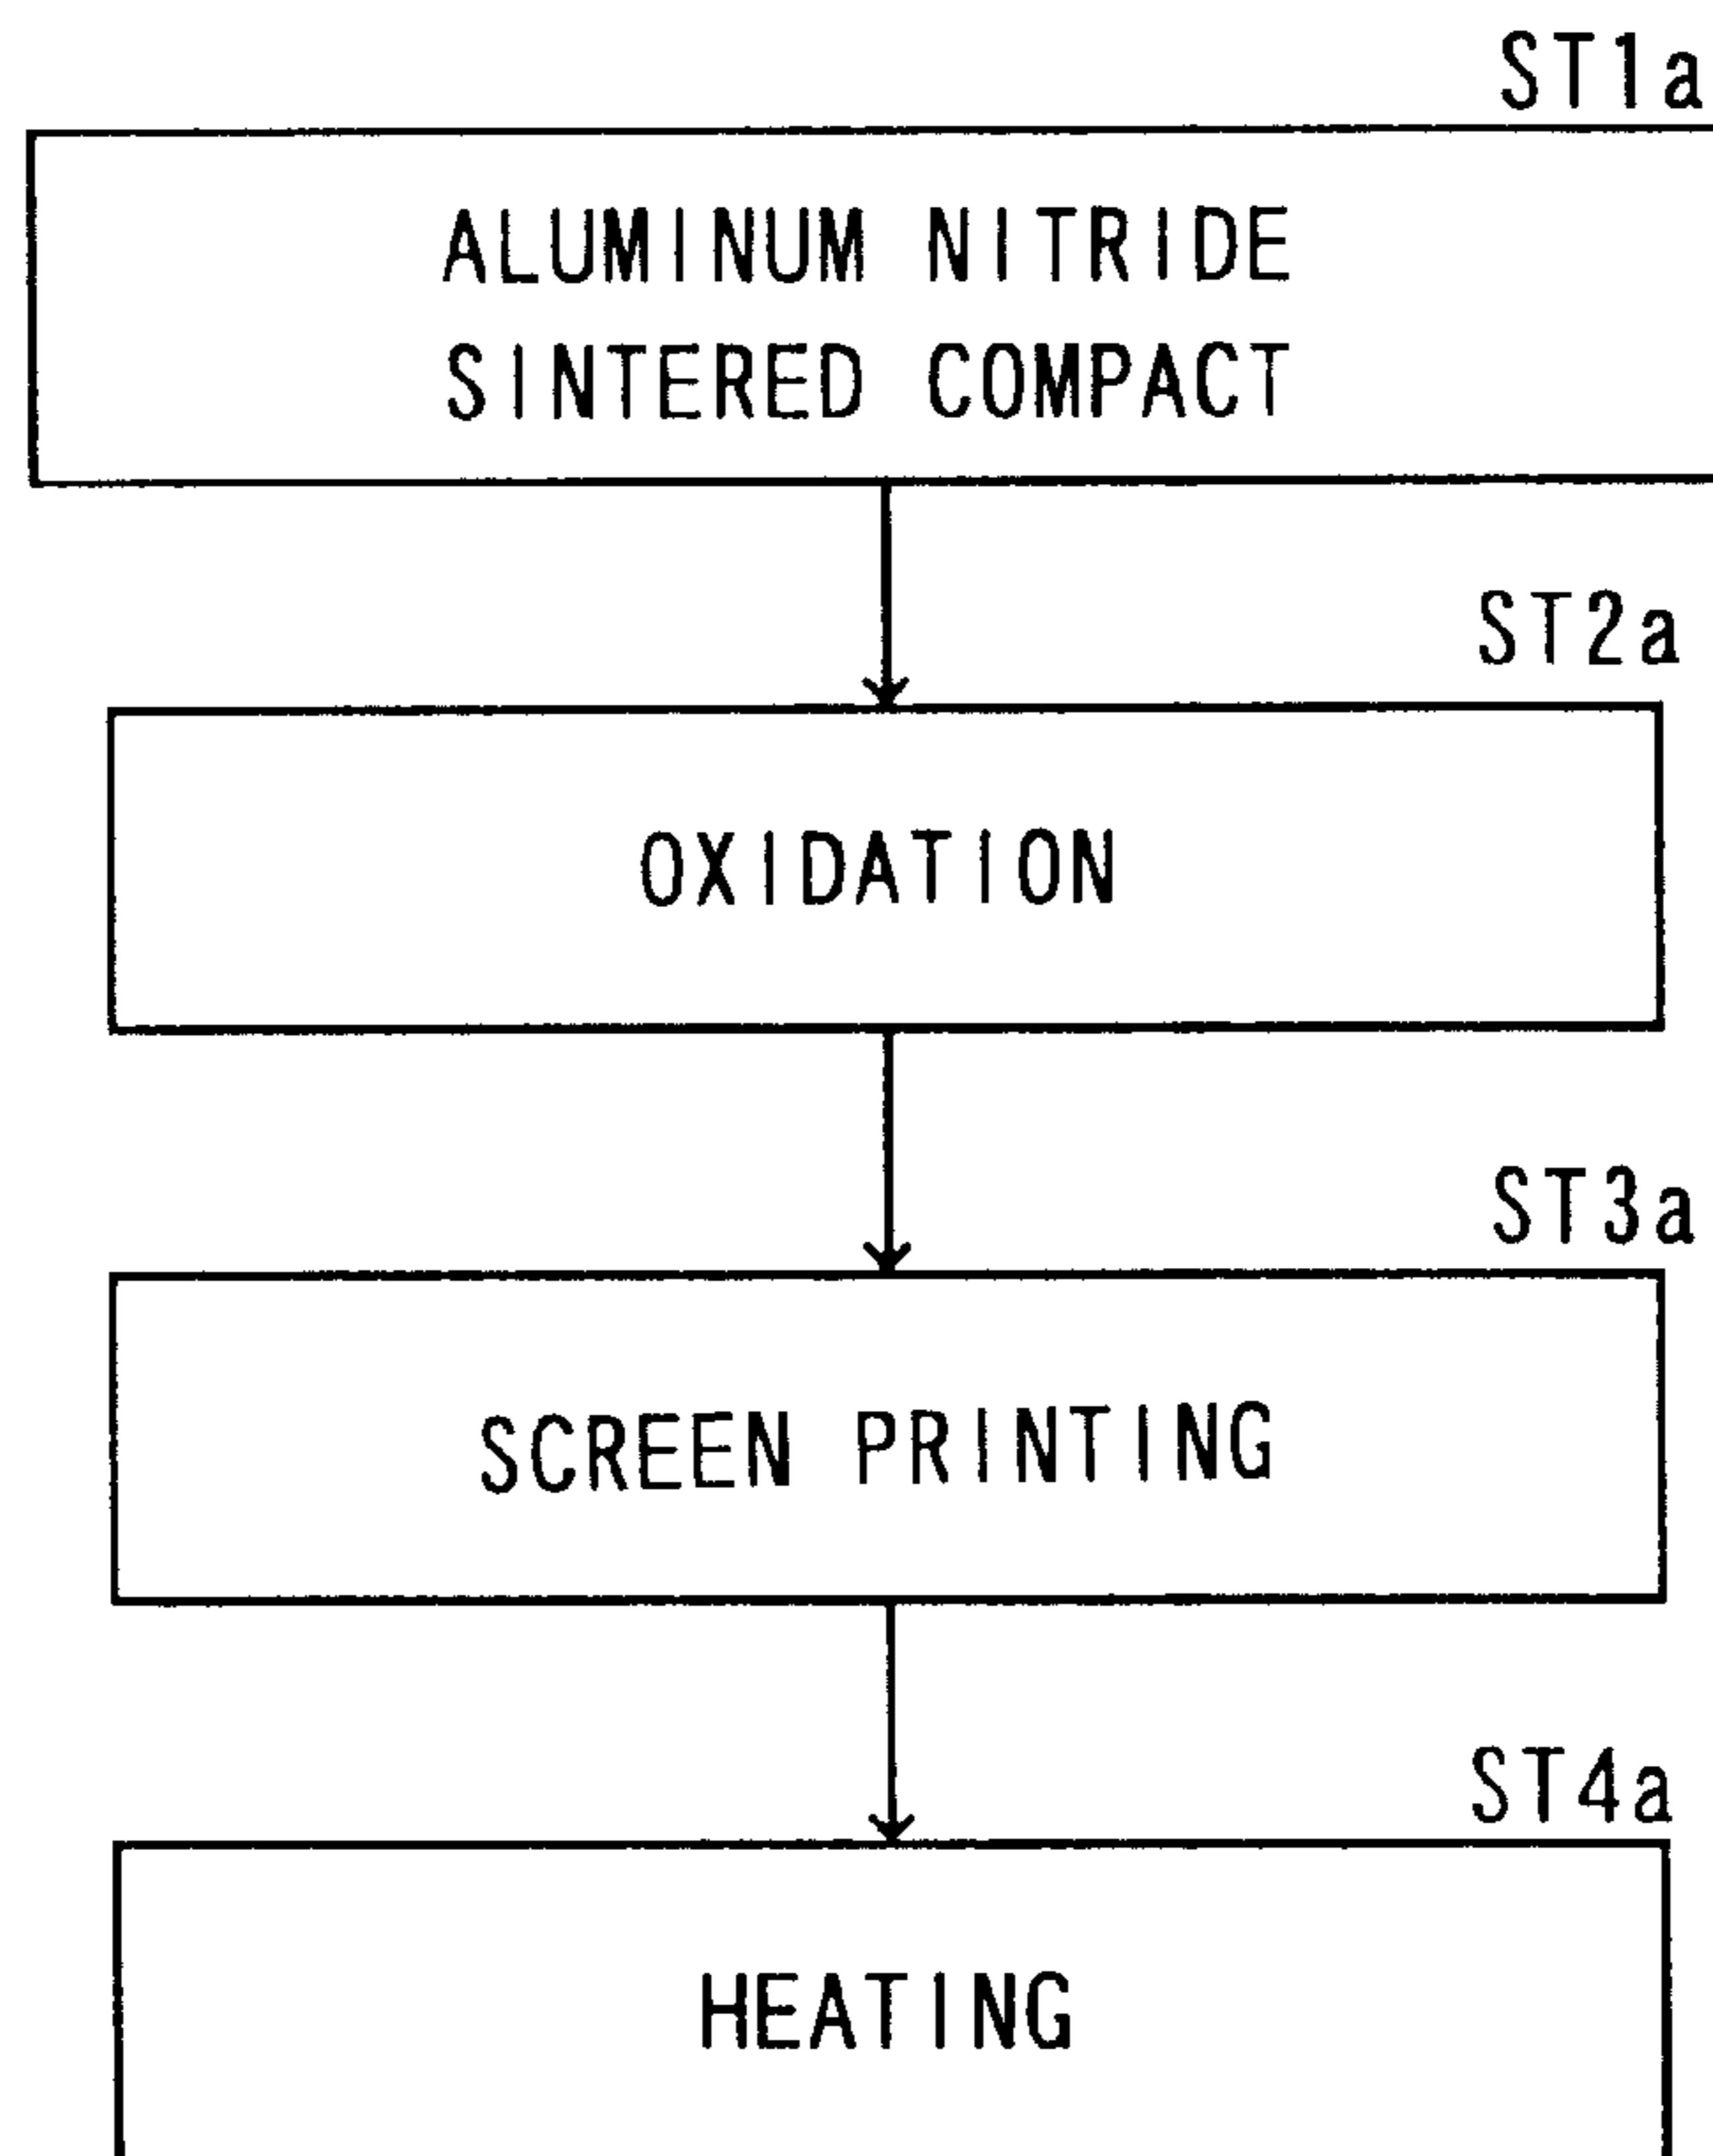 ST1a
ALUMINUM NITRIDE
SINTERED COMPACT
ST2a
OXIDATION
ST3a
SCREEN PRINTING
ST4a
HEATING